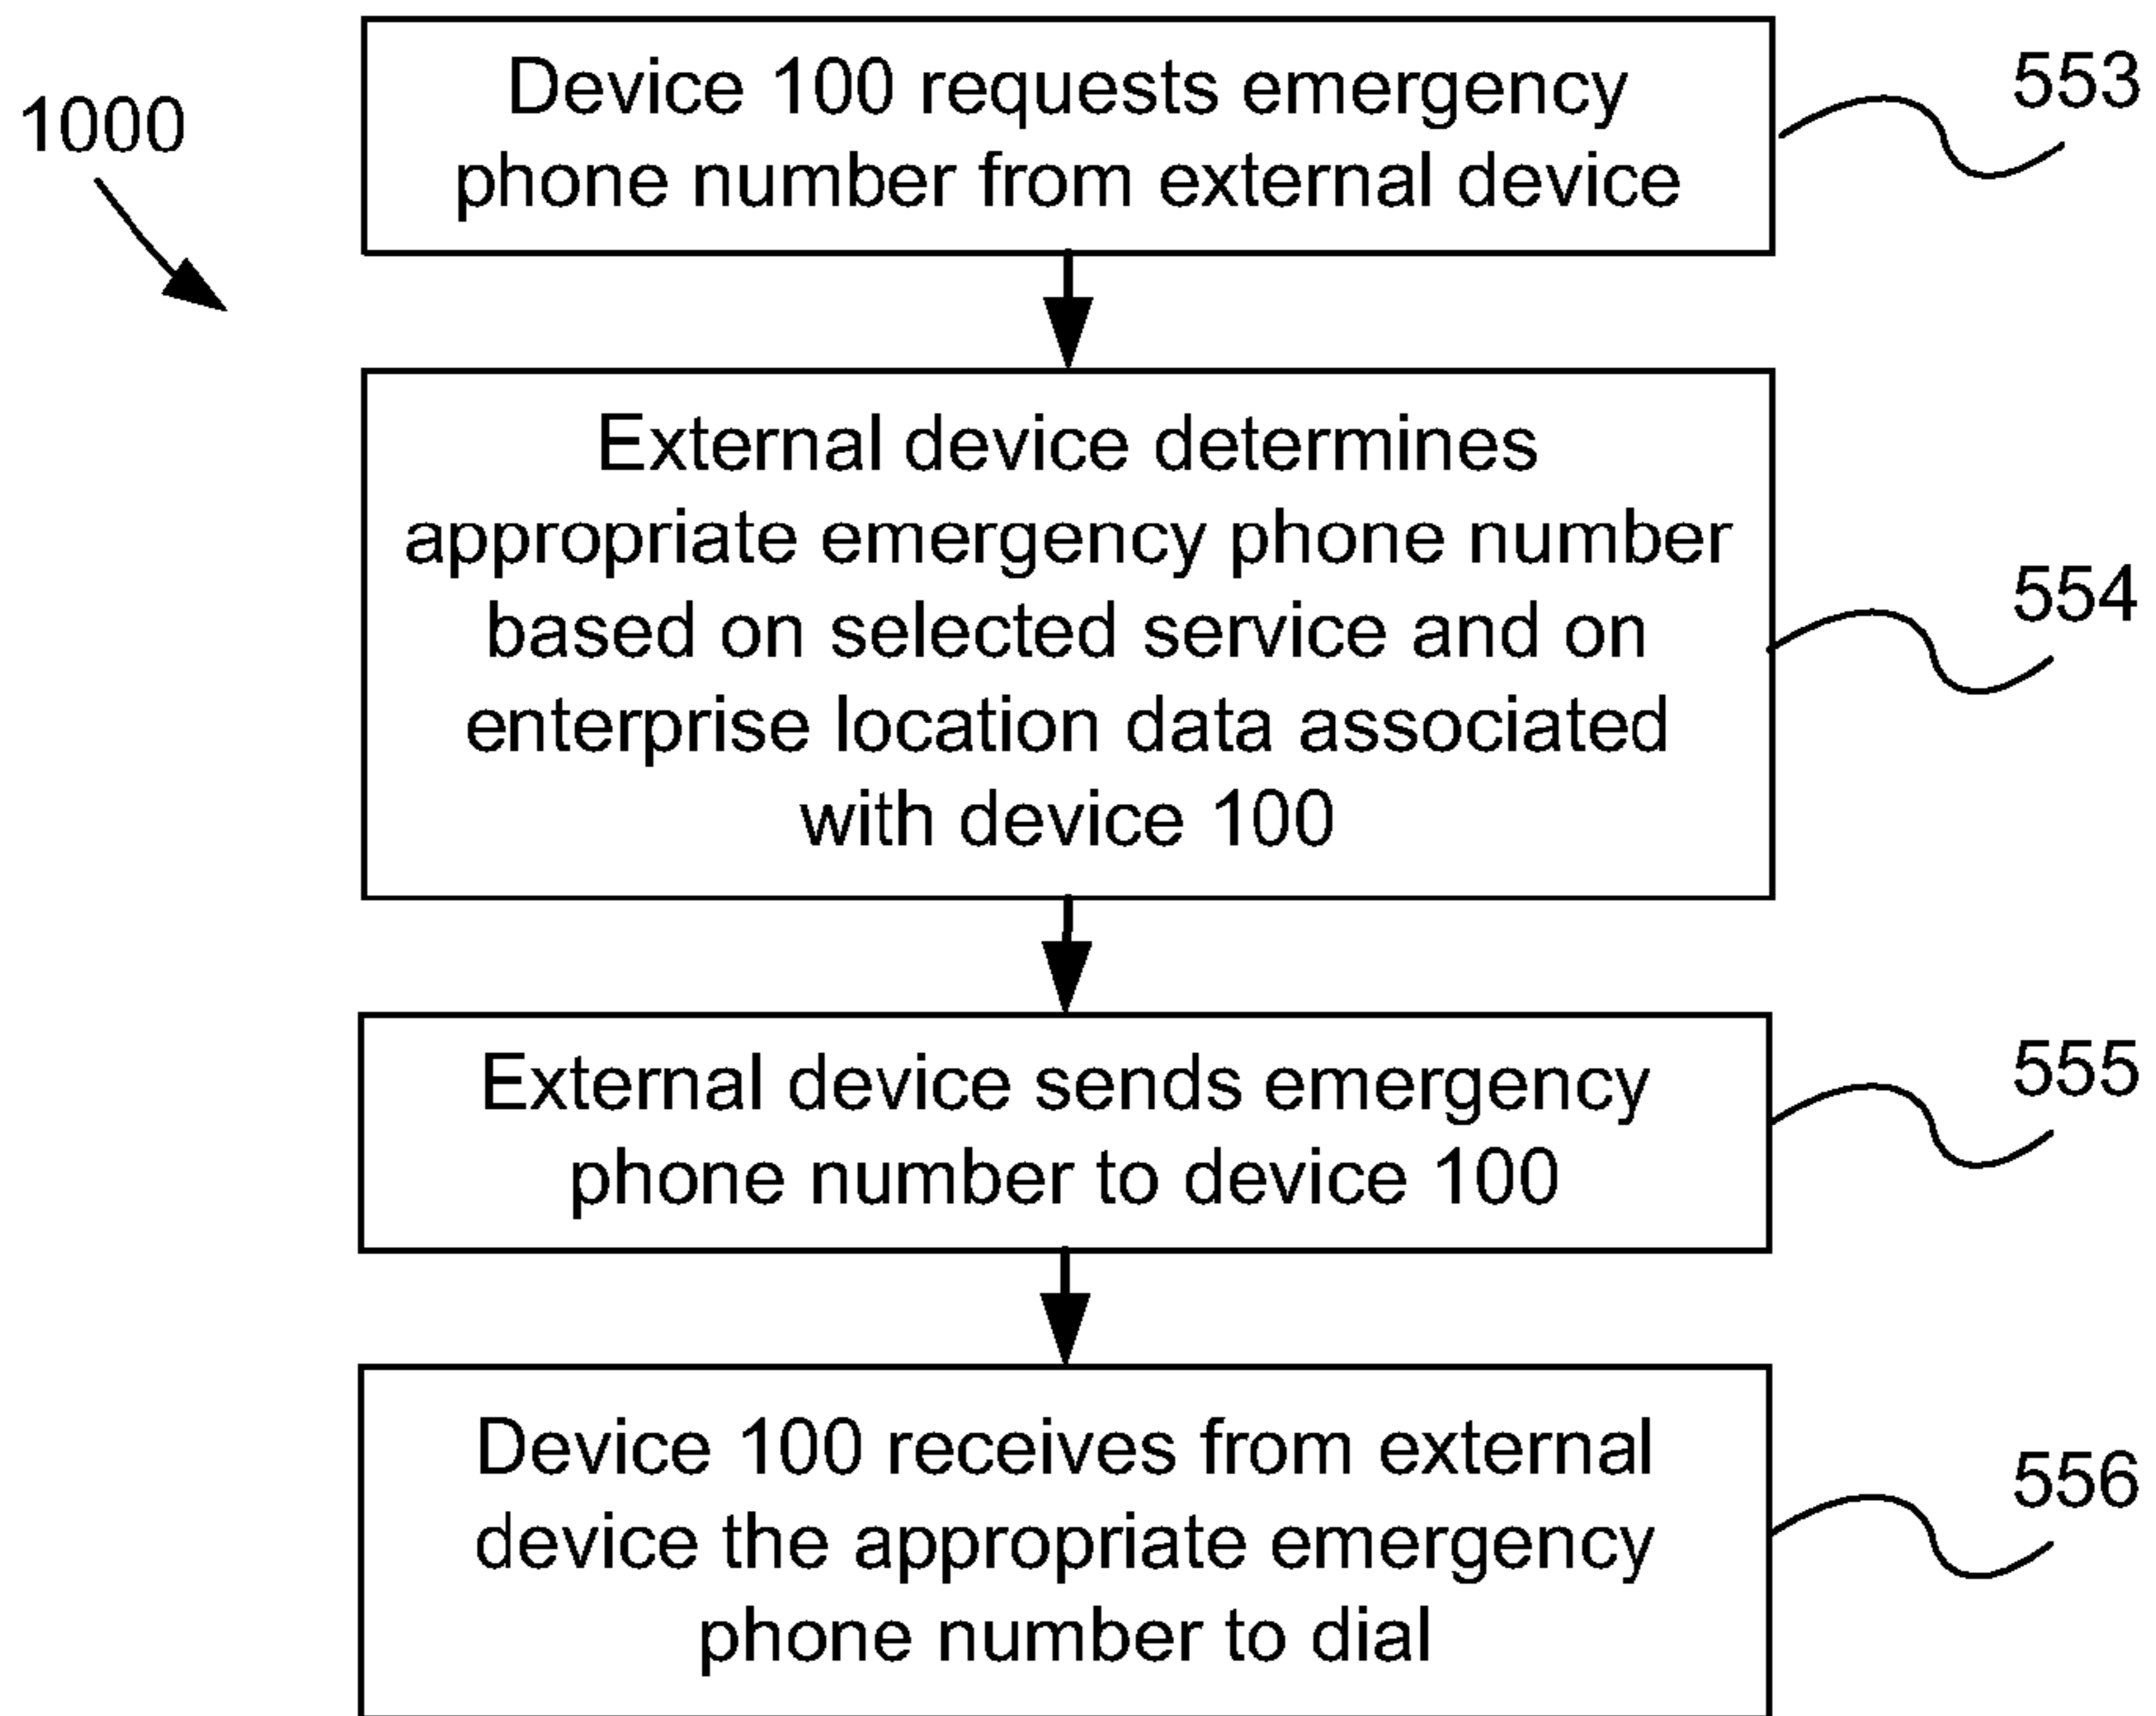 1000
Device 100 requests emergency
phone number from external device
553
External device determines
appropriate emergency phone number
based on selected service and on
enterprise location data associated
with device 100
554
External device sends emergency
phone number to device 100
555
Device 100 receives from external
device the appropriate emergency
phone number to dial
556